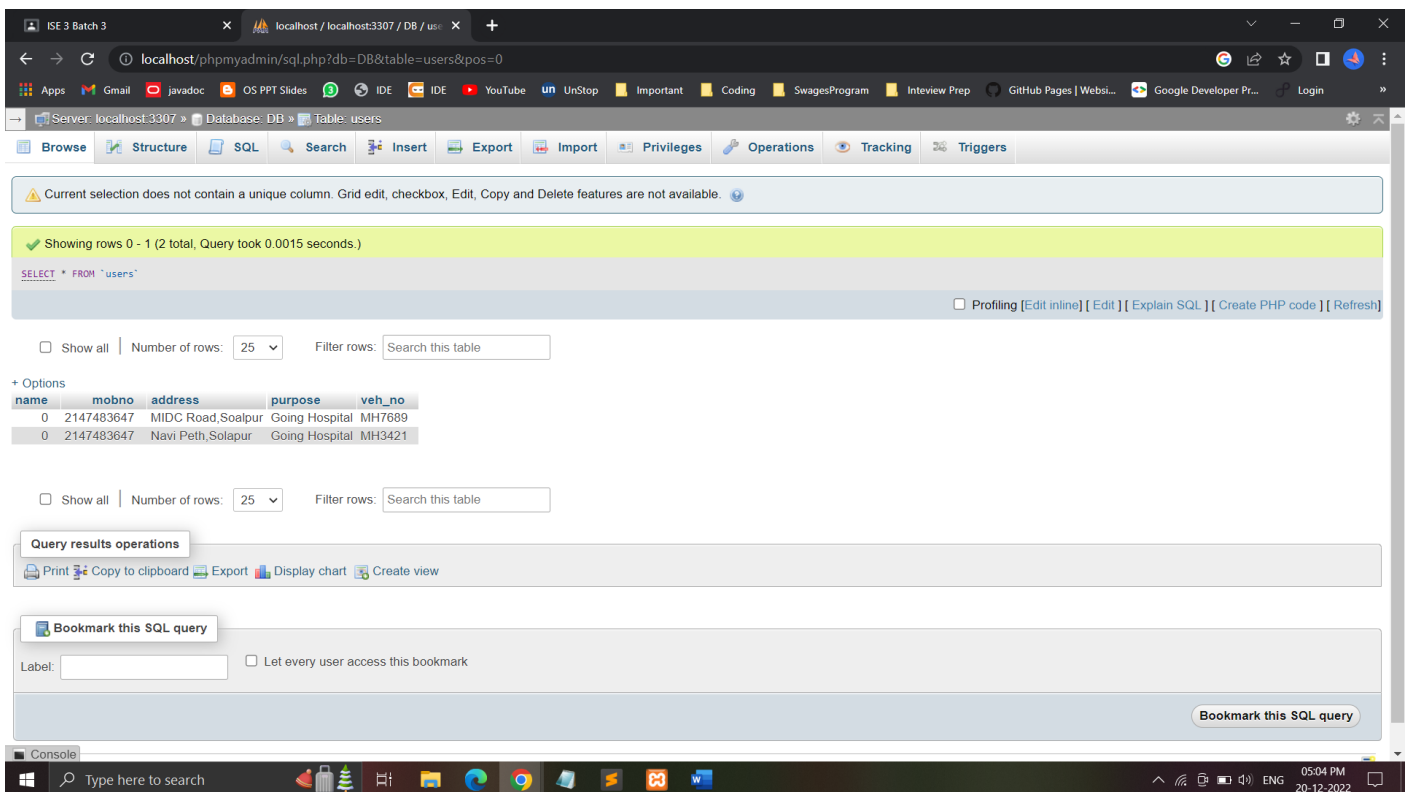 ISE 3 Batch 3
localhost / localhost:3307 / DB / use
localhost/phpmyadmin/sql.php?db=DB&table=users&pos=0
Apps Gmail javadoc OS PPT Slides IDE IDE YouTube UnStop Important Coding SwagesProgram Inteview Prep GitHub Pages | Websi... Google Developer Pr... Login »
Server: localhost:3307 » Database: DB » Table: users
Browse Structure SQL Search Insert Export Import Privileges Operations Tracking Triggers
Current selection does not contain a unique column. Grid edit, checkbox, Edit, Copy and Delete features are not available.
Showing rows 0 - 1 (2 total, Query took 0.0015 seconds.)
SELECT * FROM `users`
Profiling [Edit inline] [ Edit ] [ Explain SQL ] [ Create PHP code ] [ Refresh]
Show all Number of rows: 25 Filter rows: Search this table
+ Options
name mobno address purpose veh_no
0 2147483647 MIDC Road,Soalpur Going Hospital MH7689
0 2147483647 Navi Peth,Solapur Going Hospital MH3421
Show all Number of rows: 25 Filter rows: Search this table
Query results operations
Print Copy to clipboard Export Display chart Create view
Bookmark this SQL query
Label: Let every user access this bookmark
Bookmark this SQL query
Console
Type here to search
ENG
05:04 PM
20-12-2022